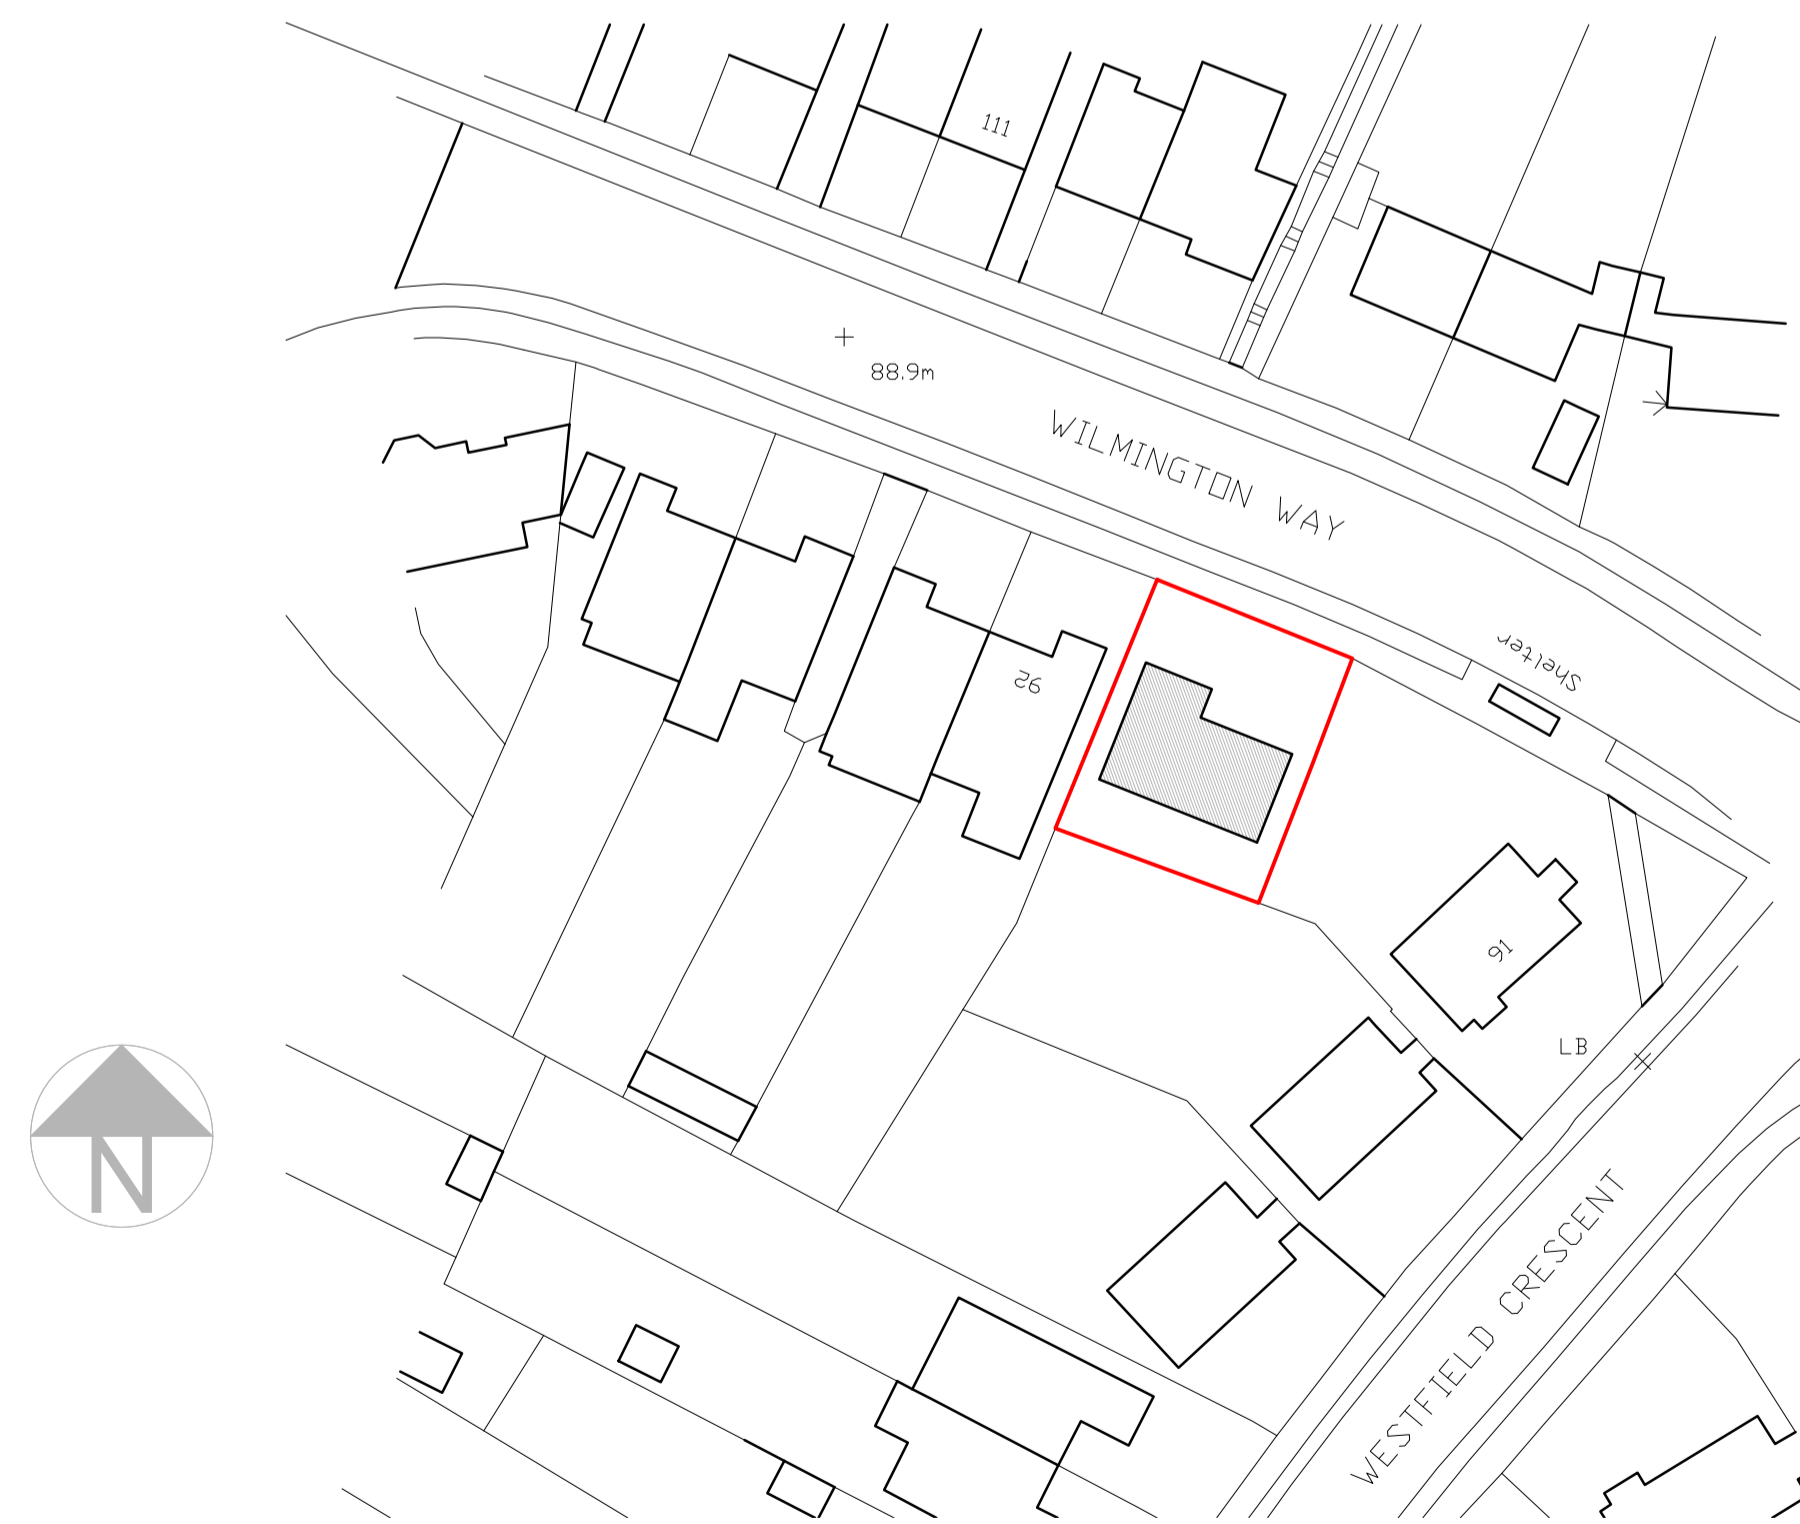 111
88.9m
WILMINGTON WAY
Shelter
92
91
LB
WESTFIELD CRESCENT
N